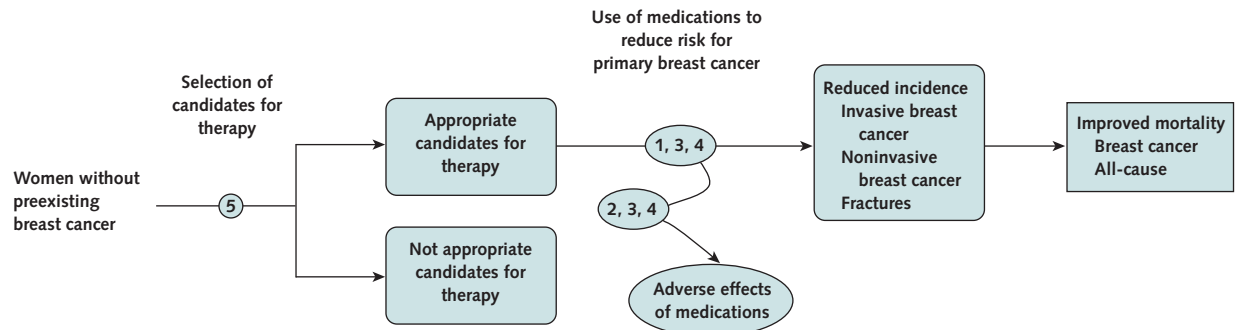 Use of medications to
reduce risk for
primary breast cancer
Selection of
candidates for
therapy
Women without
preexisting
breast cancer
5
Appropriate
candidates for
therapy
Not appropriate
candidates for
therapy
1, 3, 4
2, 3, 4
Adverse effects
of medications
Reduced incidence
Invasive breast
cancer
Noninvasive
breast cancer
Fractures
Improved mortality
Breast cancer
All-cause